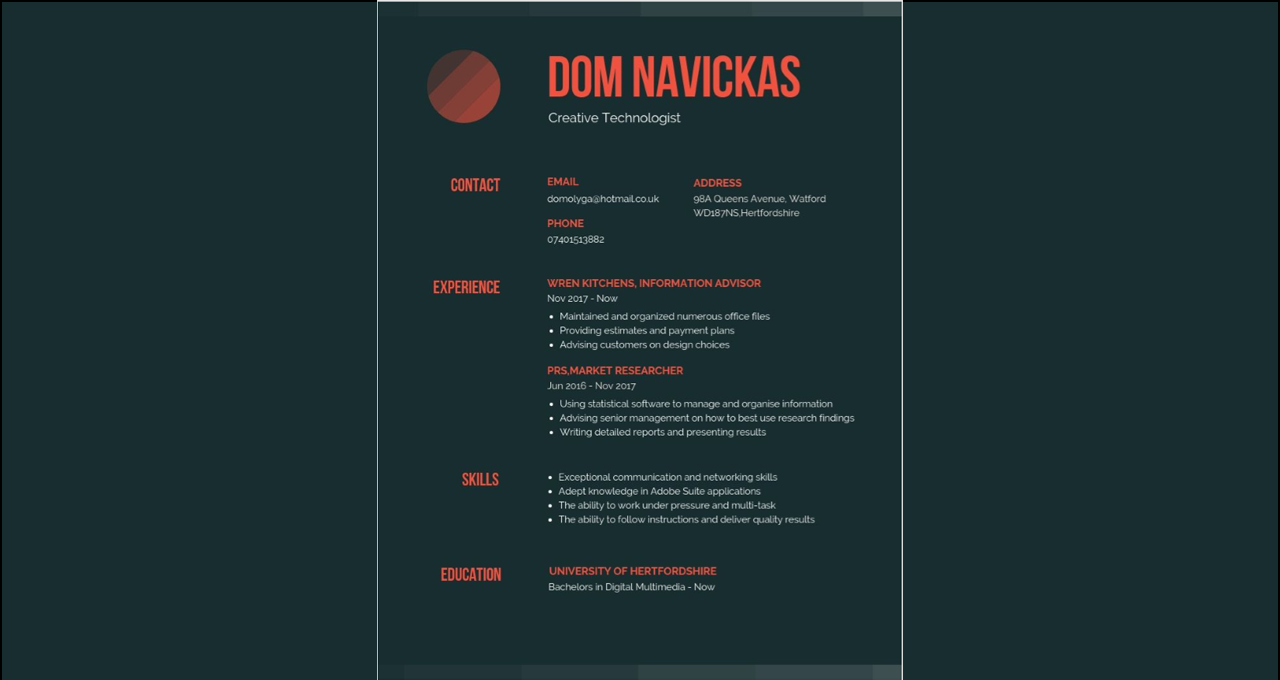 DOM NAVICKAS
Creative Technologist
CONTACT
EMAIL
domolyga@hotmail.co.uk
PHONE
07401513882
ADDRESS
98A Queens Avenue, Watford
WD187NS,Hertfordshire
EXPERIENCE
WREN KITCHENS, INFORMATION ADVISOR
Nov 2017 - Now
• Maintained and organized numerous office files
• Providing estimates and payment plans
• Advising customers on design choices
PRS,MARKET RESEARCHER
Jun 2016 - Nov 2017
• Using statistical software to manage and organise information
• Advising senior management on how to best use research findings
• Writing detailed reports and presenting results
SKILLS
• Exceptional communication and networking skills
• Adept knowledge in Adobe Suite applications
• The ability to work under pressure and multi-task
• The ability to follow instructions and deliver quality results
EDUCATION
UNIVERSITY OF HERTFORDSHIRE
Bachelors in Digital Multimedia - Now